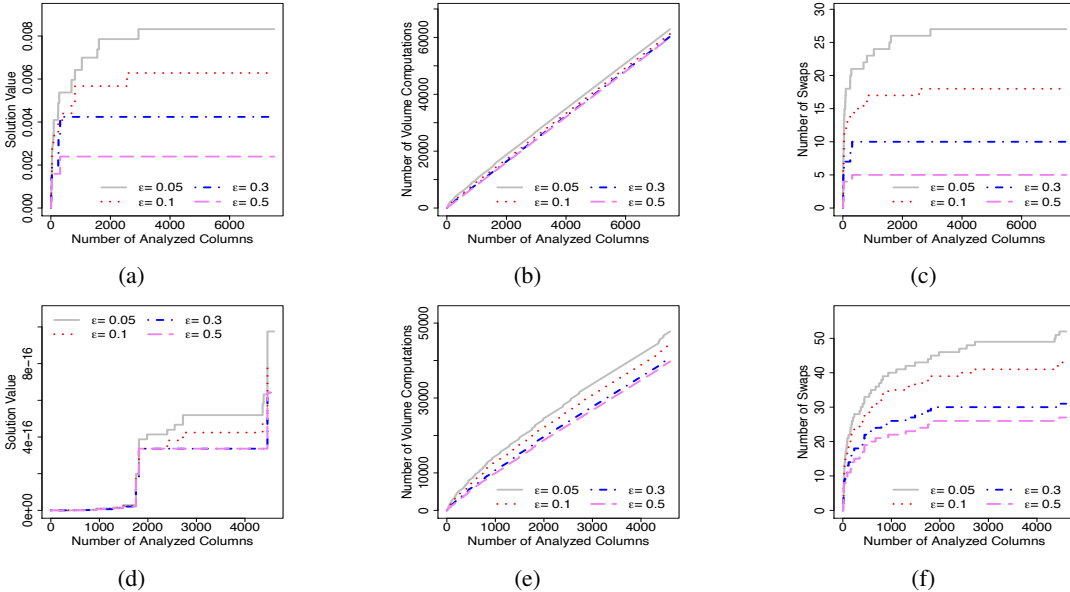 Solution Value
0.000 0.002 0.004 0.006 0.008
ε= 0.05 ε= 0.3
ε= 0.1 ε= 0.5
0 2000 4000 6000
Number of Analyzed Columns
(a)
Number of Volume Computations
0 20000 40000 60000
ε= 0.05 ε= 0.3
ε= 0.1 ε= 0.5
0 2000 4000 6000
Number of Analyzed Columns
(b)
Number of Swaps
0 5 10 15 20 25 30
ε= 0.05 ε= 0.3
ε= 0.1 ε= 0.5
0 2000 4000 6000
Number of Analyzed Columns
(c)
Solution Value
0e+00 4e-16 8e-16
ε= 0.05 ε= 0.3
ε= 0.1 ε= 0.5
0 1000 2000 3000 4000
Number of Analyzed Columns
(d)
Number of Volume Computations
0 10000 20000 30000 40000 50000
ε= 0.05 ε= 0.3
ε= 0.1 ε= 0.5
0 1000 2000 3000 4000
Number of Analyzed Columns
(e)
Number of Swaps
0 10 20 30 40 50
ε= 0.05 ε= 0.3
ε= 0.1 ε= 0.5
0 1000 2000 3000 4000
Number of Analyzed Columns
(f)